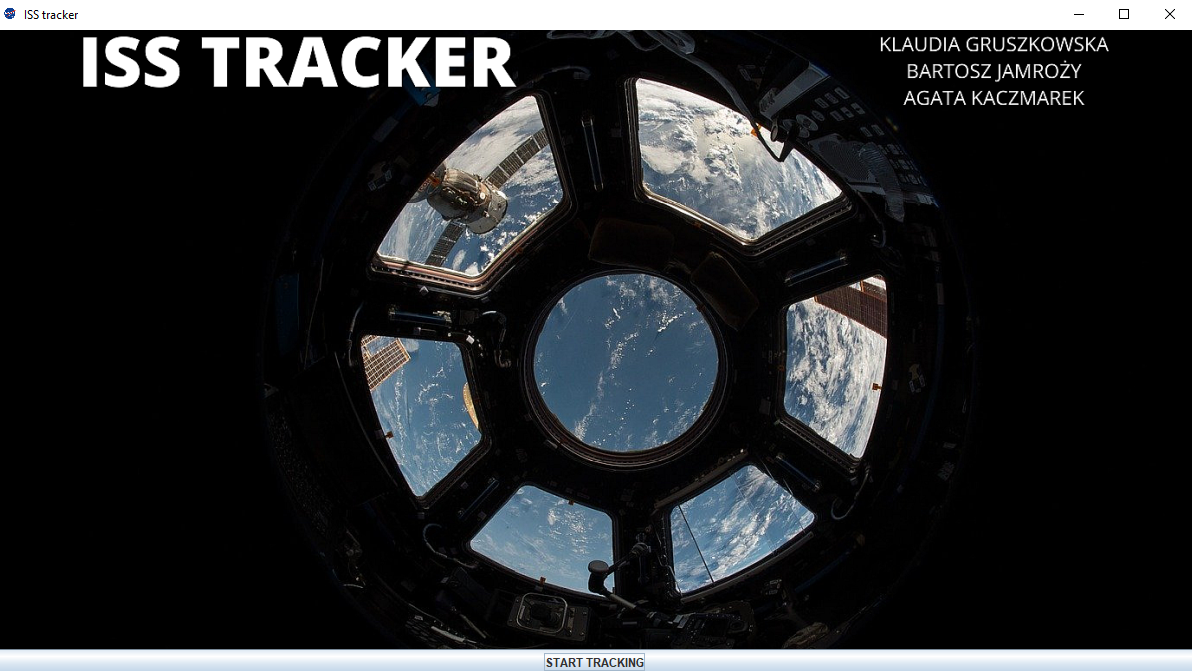 ISS tracker
ISS TRACKER
KLAUDIA GRUSZKOWSKA
BARTOSZ JAMROŻY
AGATA KACZMAREK
START TRACKING